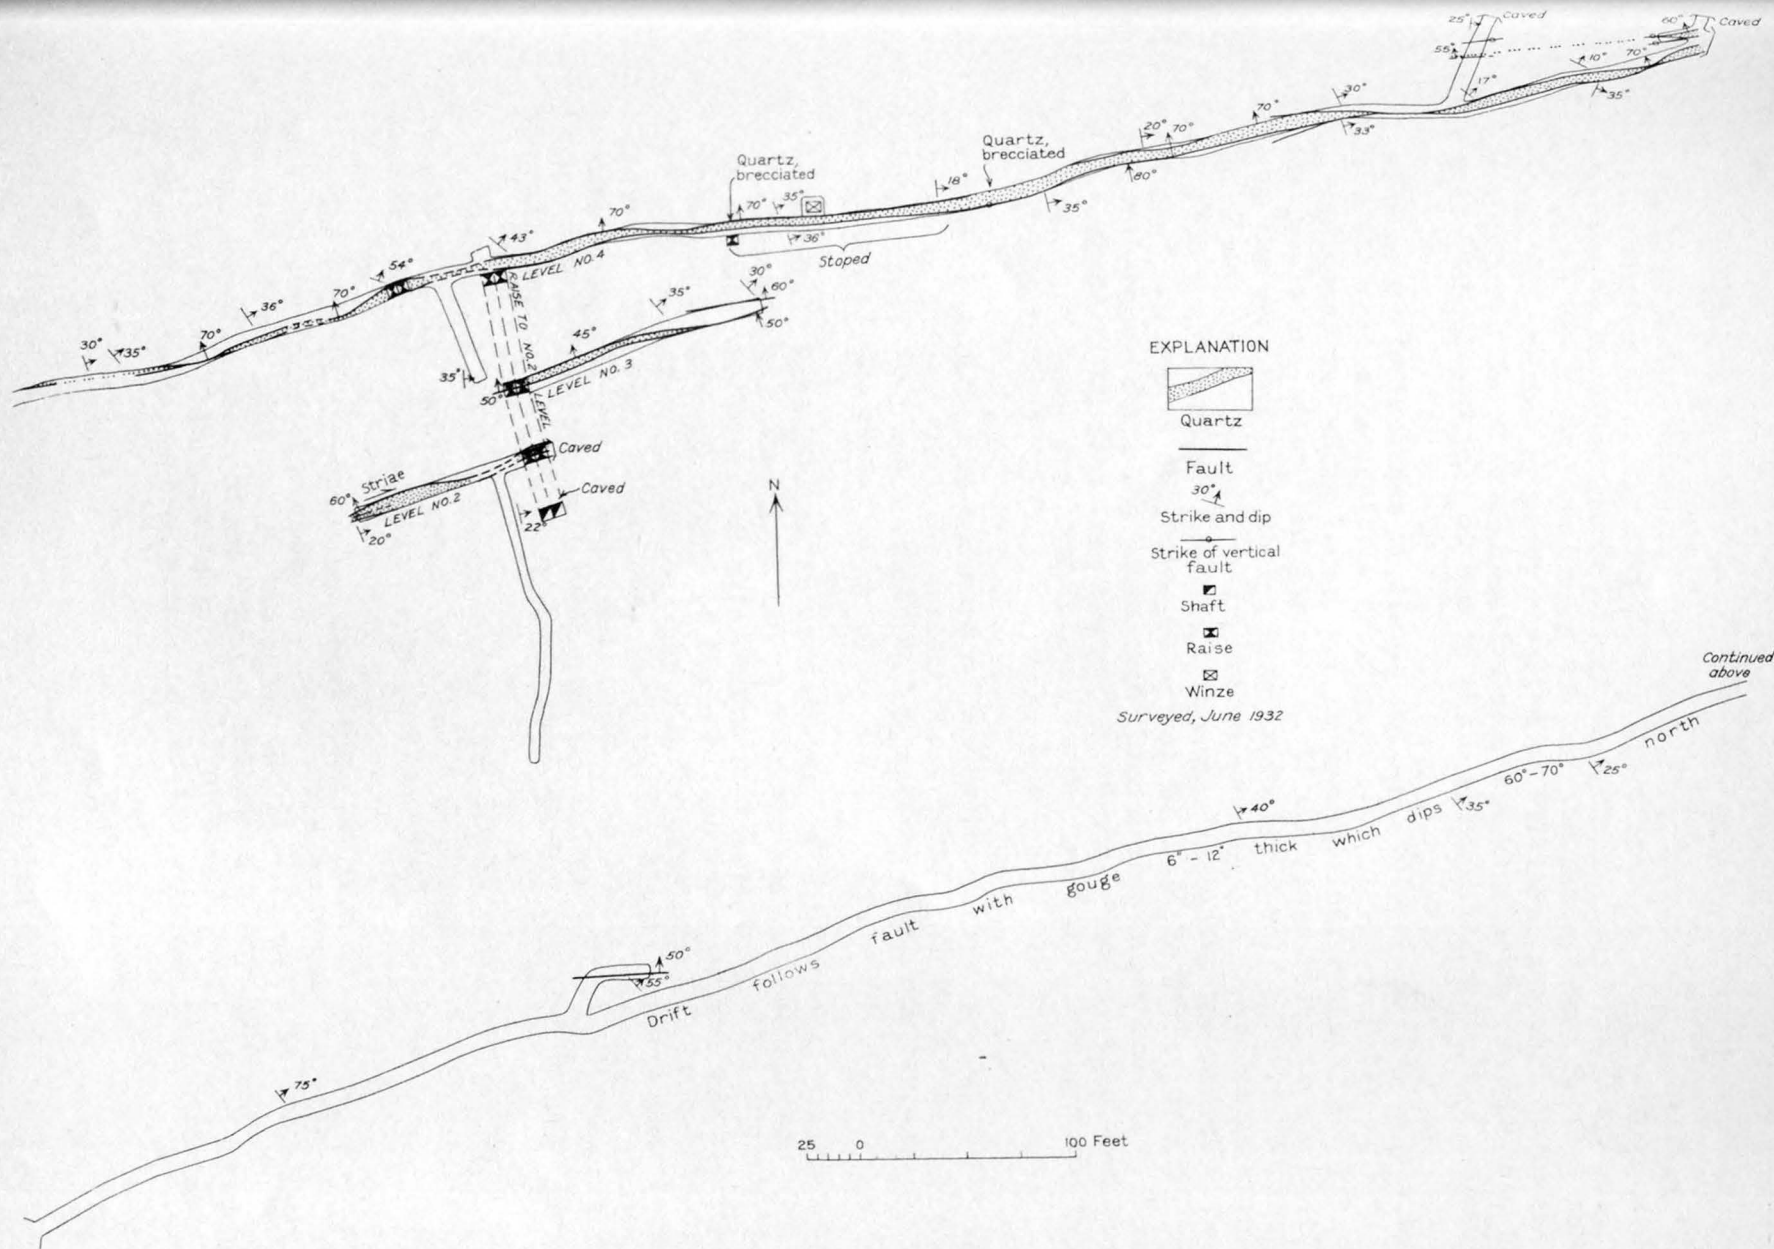 25°
Caved
60°
Caved
55°
10°
70°
17°
35°
30°
33°
70°
20°
70°
80°
Quartz,
brecciated
Quartz,
brecciated
18°
35°
70°
35°
36°
Stoped
70°
43°
LEVEL NO.4
54°
70°
36°
70°
30°
35°
RAISE TO NO.2 LEVEL
30°
60°
50°
35°
45°
LEVEL NO. 3
35°
50°
Caved
Striae
60°
LEVEL NO.2
20°
Caved
22°
N
EXPLANATION
Quartz
Fault
30°
Strike and dip
Strike of vertical
fault
Shaft
Raise
Winze
Surveyed, June 1932
Continued
above
Drift follows fault with gouge 6" - 12" thick which dips 60°-70° north
25°
35°
40°
50°
55°
75°
25 0 100 Feet